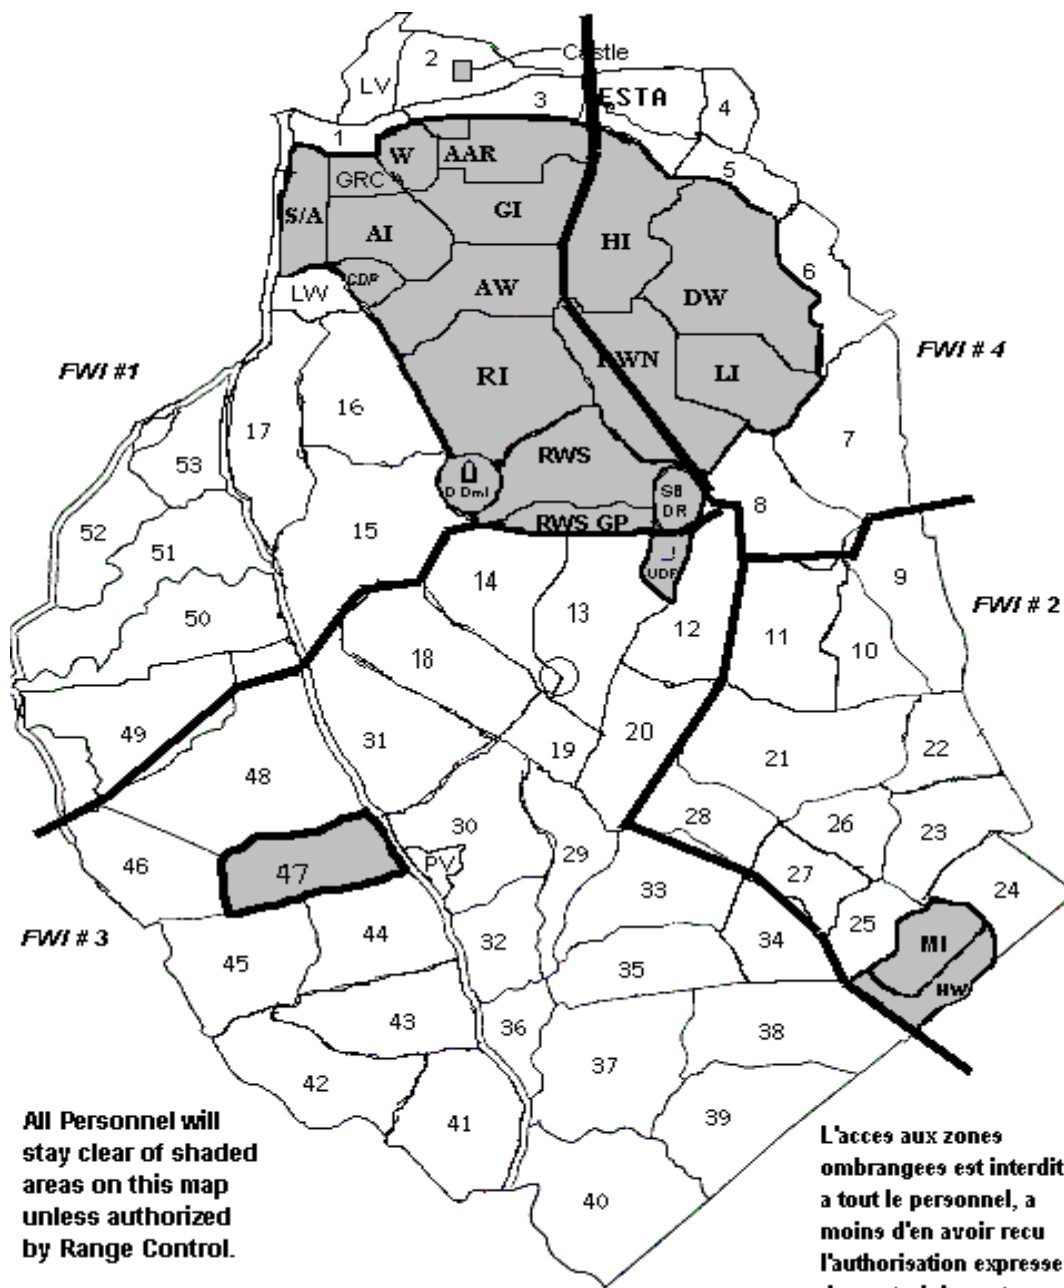 2
Castle
LV
3
ESTA
4
1
W
AAR
5
GRC
S/A
GI
AI
HI
6
CDP
LW
AW
DW
FWI #1
FWI # 4
RWN
RI
LI
16
17
7
53
RWS
D Dml
SB
DR
8
52
15
RWS GP
51
14
13
9
50
12
11
10
FWI # 2
18
49
31
19
20
21
22
48
30
28
26
23
46
47
PV
29
27
24
33
25
FWI # 3
44
32
34
MI
45
35
HW
43
36
38
37
42
41
39
40
All Personnel will
stay clear of shaded
areas on this map
unless authorized
by Range Control.
L'acces aux zones
ombrangees est interdit
a tout le personnel, a
moins d'en avoir recu
l'authorisation expresse